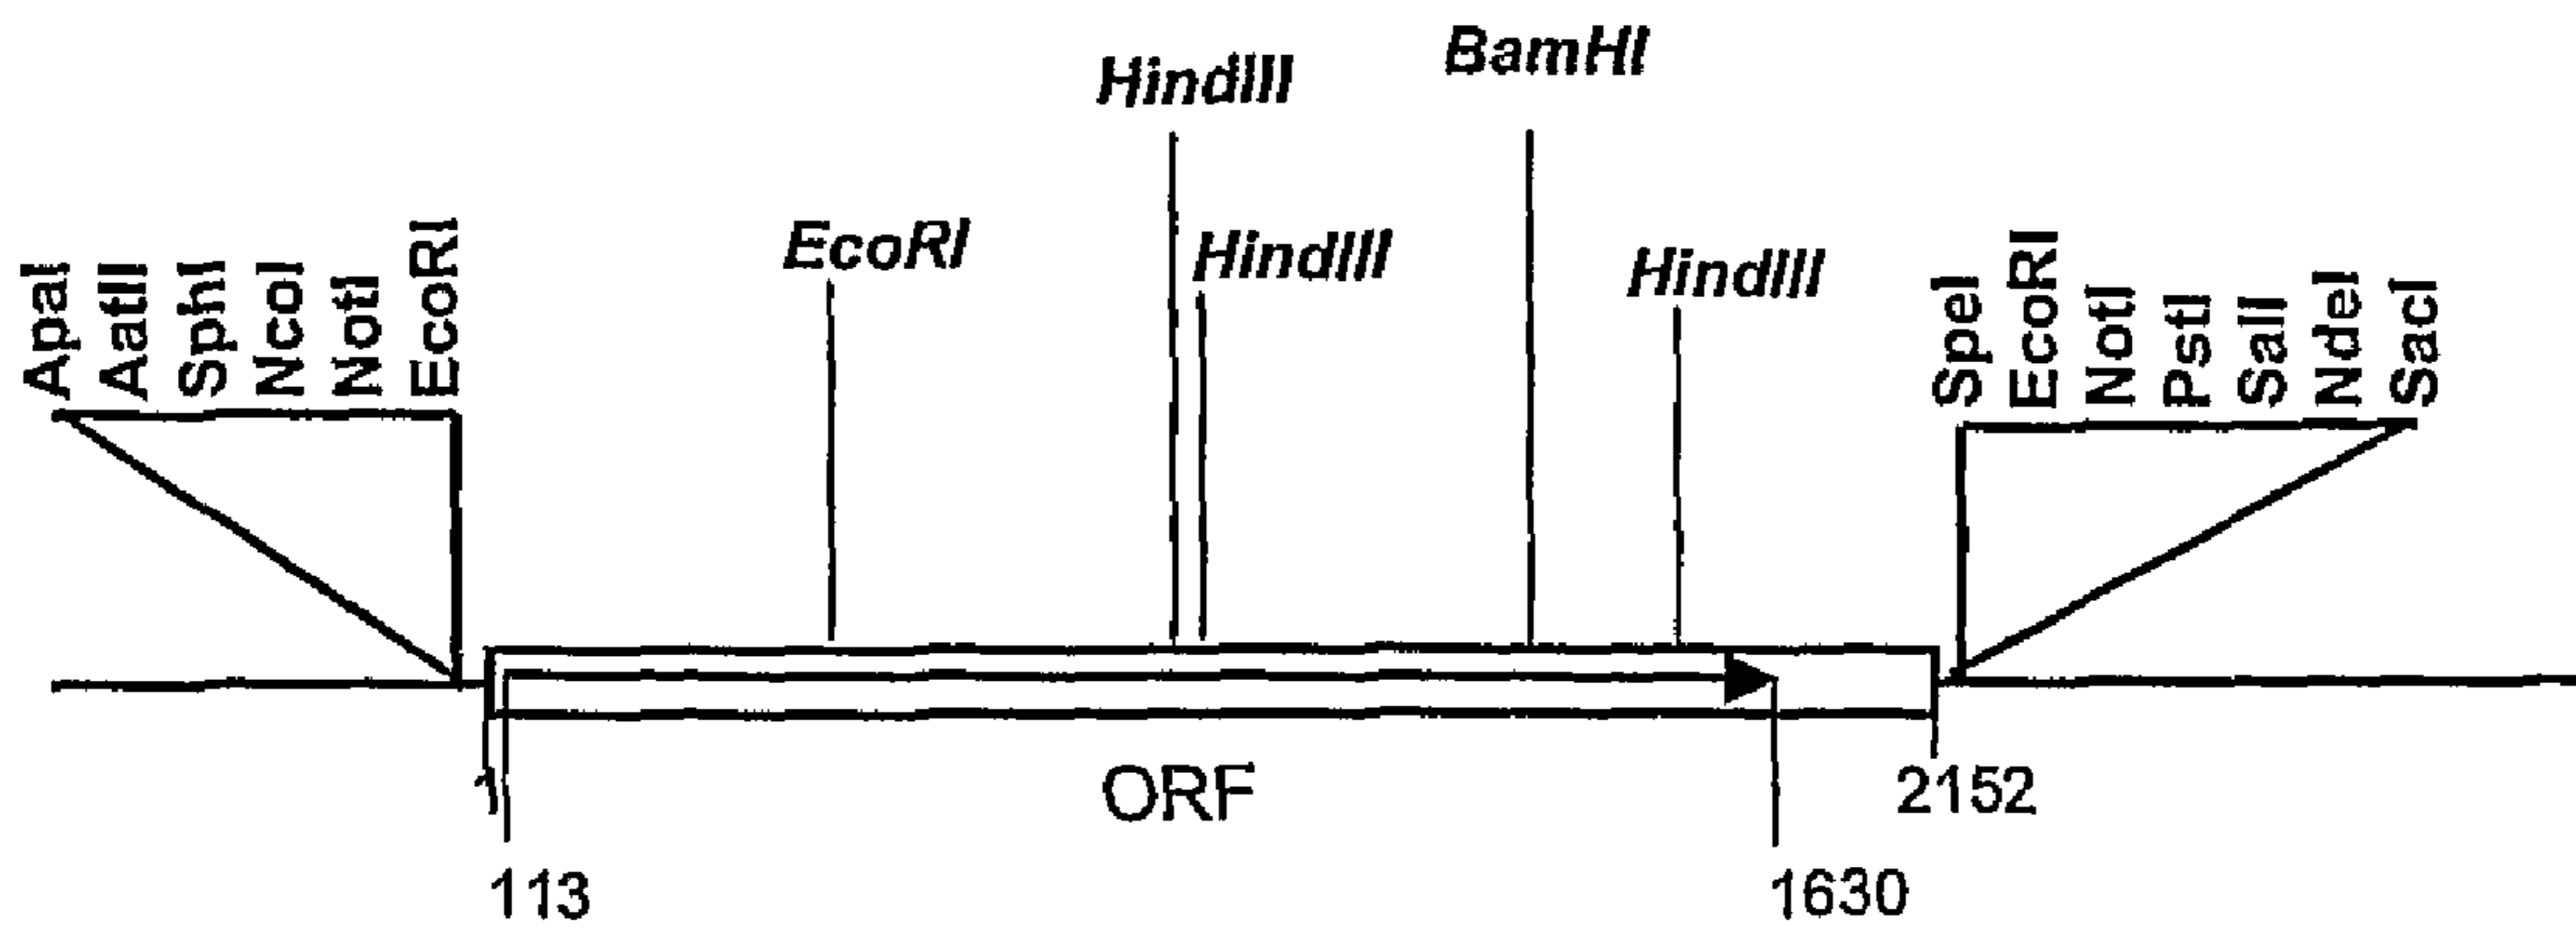 HindIII
BamHI
EcoRI
HindIII
HindIII
ApaI
AatII
SphI
NcoI
NotI
EcoRI
SpeI
EcoRI
NotI
PstI
SalI
NdeI
SacI
1
ORF
2152
113
1630